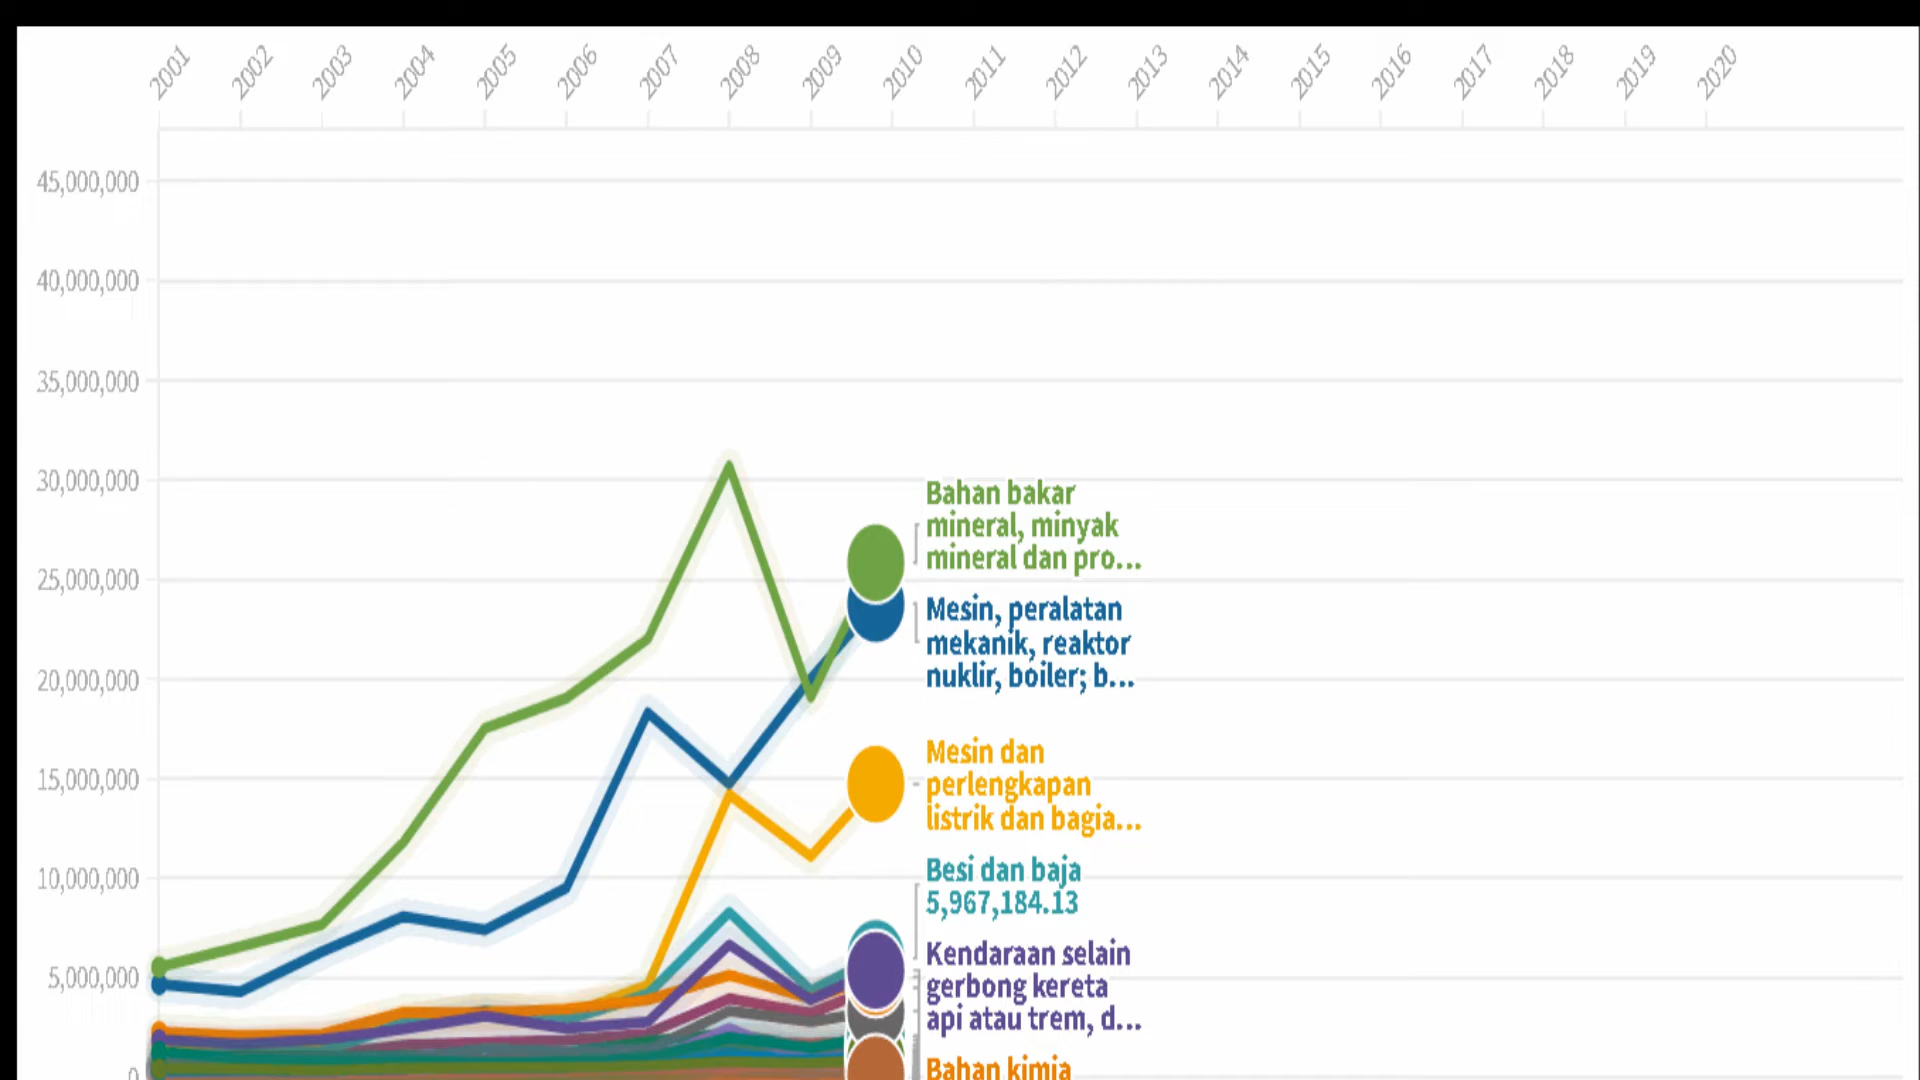 2001 2002 2003 2004 2005 2006 2007 2008 2009 2010 2011 2012 2013 2014 2015 2016 2017 2018 2019 2020
45,000,000
40,000,000
35,000,000
30,000,000
25,000,000
20,000,000
15,000,000
10,000,000
5,000,000
0
Bahan bakar
mineral, minyak
mineral dan pro...
Mesin, peralatan
mekanik, reaktor
nuklir, boiler; b...
Mesin dan
perlengkapan
listrik dan bagia...
Besi dan baja
5,967,184.13
Kendaraan selain
gerbong kereta
api atau trem, d...
Bahan kimia